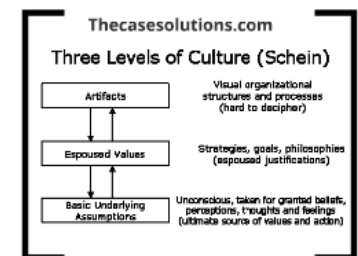 Thecasesolutions.com
Three Levels of Culture (Schein)
Artifacts
Visual organizational
structures and processes
(hard to decipher)
Espoused Values
Strategies, goals, philosophies
(espoused justifications)
Basic Underlying
Assumptions
Unconscious, taken for granted beliefs,
perceptions, thoughts and feelings
(ultimate source of values and action)